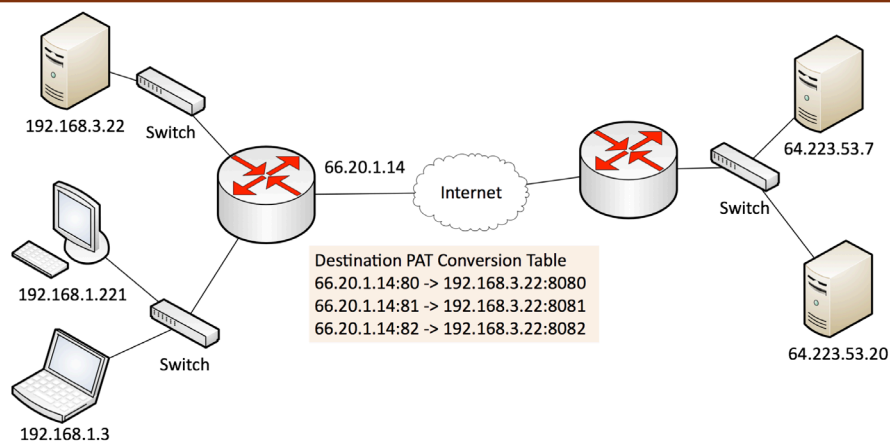 192.168.3.22
Switch
66.20.1.14
Internet
64.223.53.7
Switch
Destination PAT Conversion Table
66.20.1.14:80 -> 192.168.3.22:8080
66.20.1.14:81 -> 192.168.3.22:8081
66.20.1.14:82 -> 192.168.3.22:8082
192.168.1.221
Switch
64.223.53.20
192.168.1.3